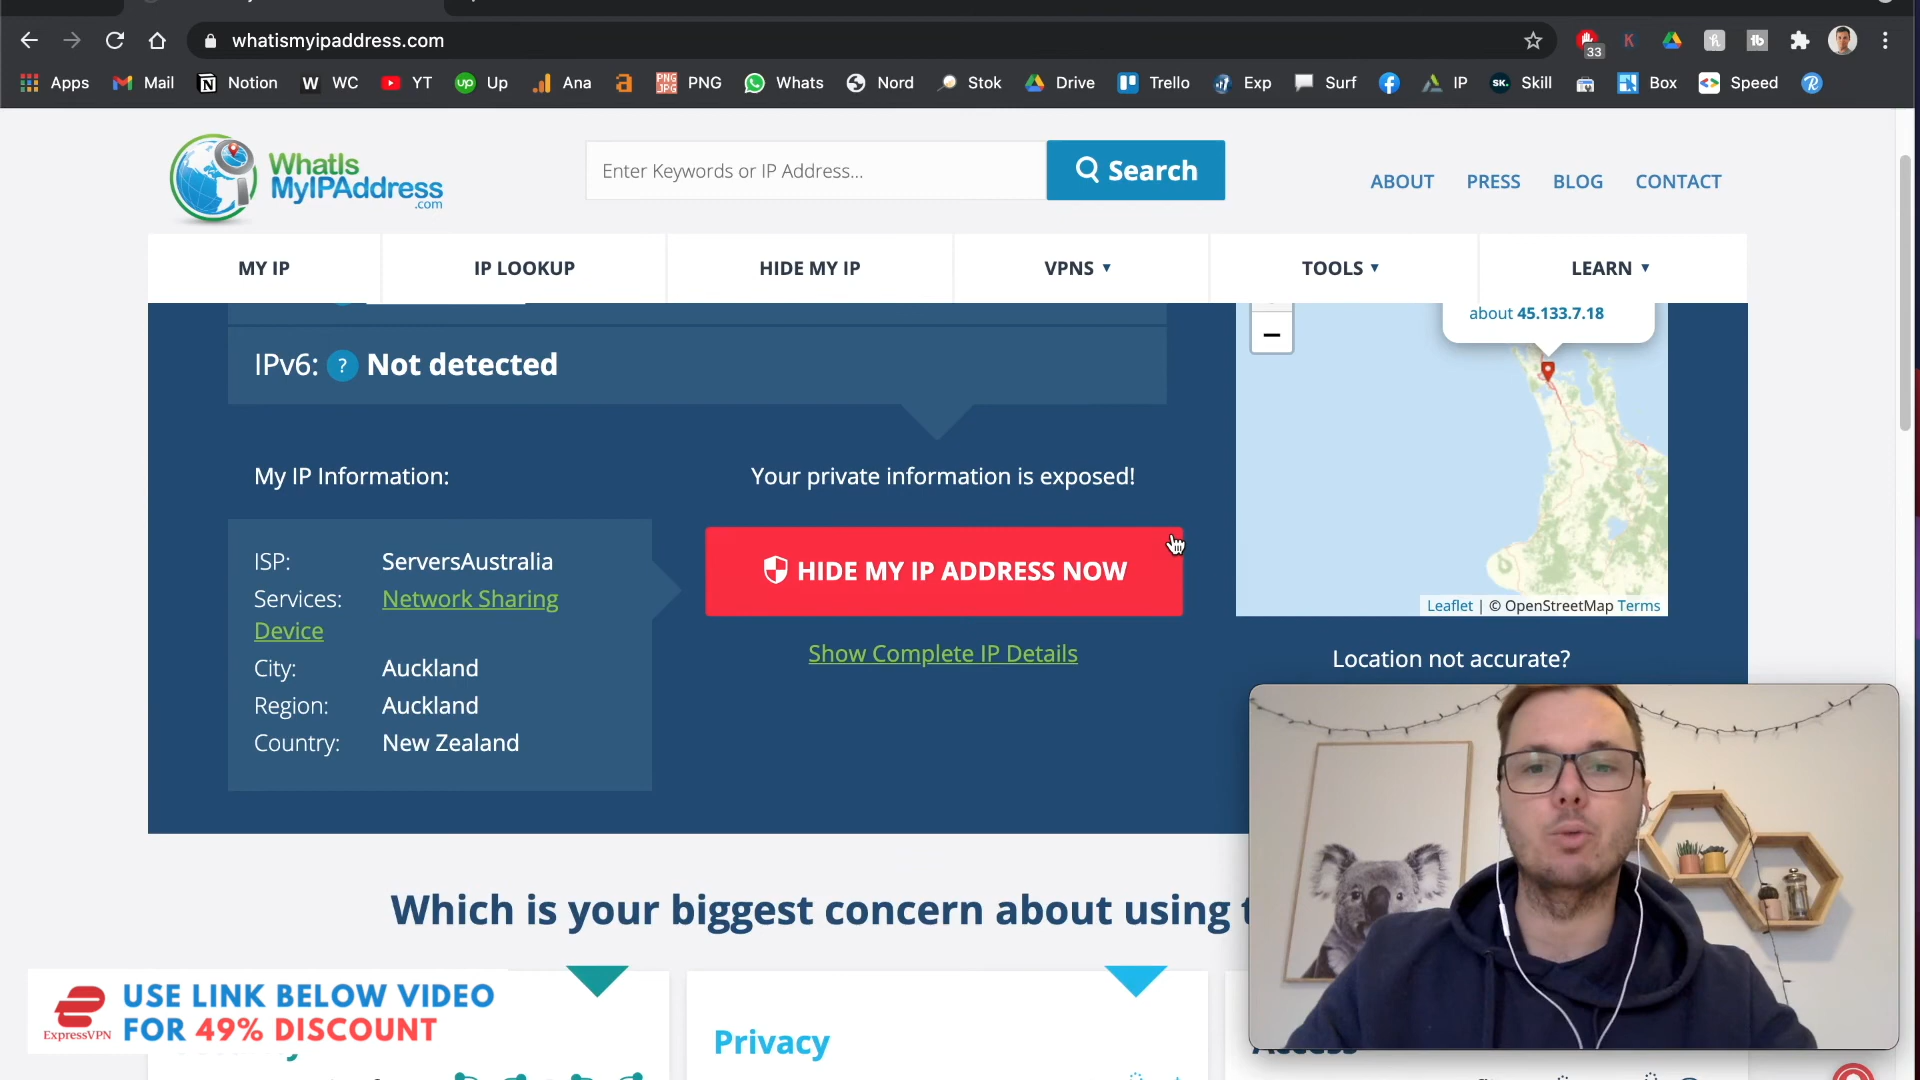 whatismyipaddress.com
33
Apps Mail Notion WC YT Up Ana PNG Whats Nord Stok Drive Trello Exp Surf IP Skill Box Speed
WhatIs
MyIPAddress
.com
Enter Keywords or IP Address...
Search
ABOUT PRESS BLOG CONTACT
MY IP IP LOOKUP HIDE MY IP VPNS TOOLS LEARN
about 45.133.7.18
−
IPv6: ? Not detected
My IP Information:
Your private information is exposed!
ISP: ServersAustralia
Services: Network Sharing
Device
City: Auckland
Region: Auckland
Country: New Zealand
HIDE MY IP ADDRESS NOW
Show Complete IP Details
Leaflet | © OpenStreetMap Terms
Location not accurate?
Which is your biggest concern about using
USE LINK BELOW VIDEO
FOR 49% DISCOUNT
ExpressVPN
Privacy